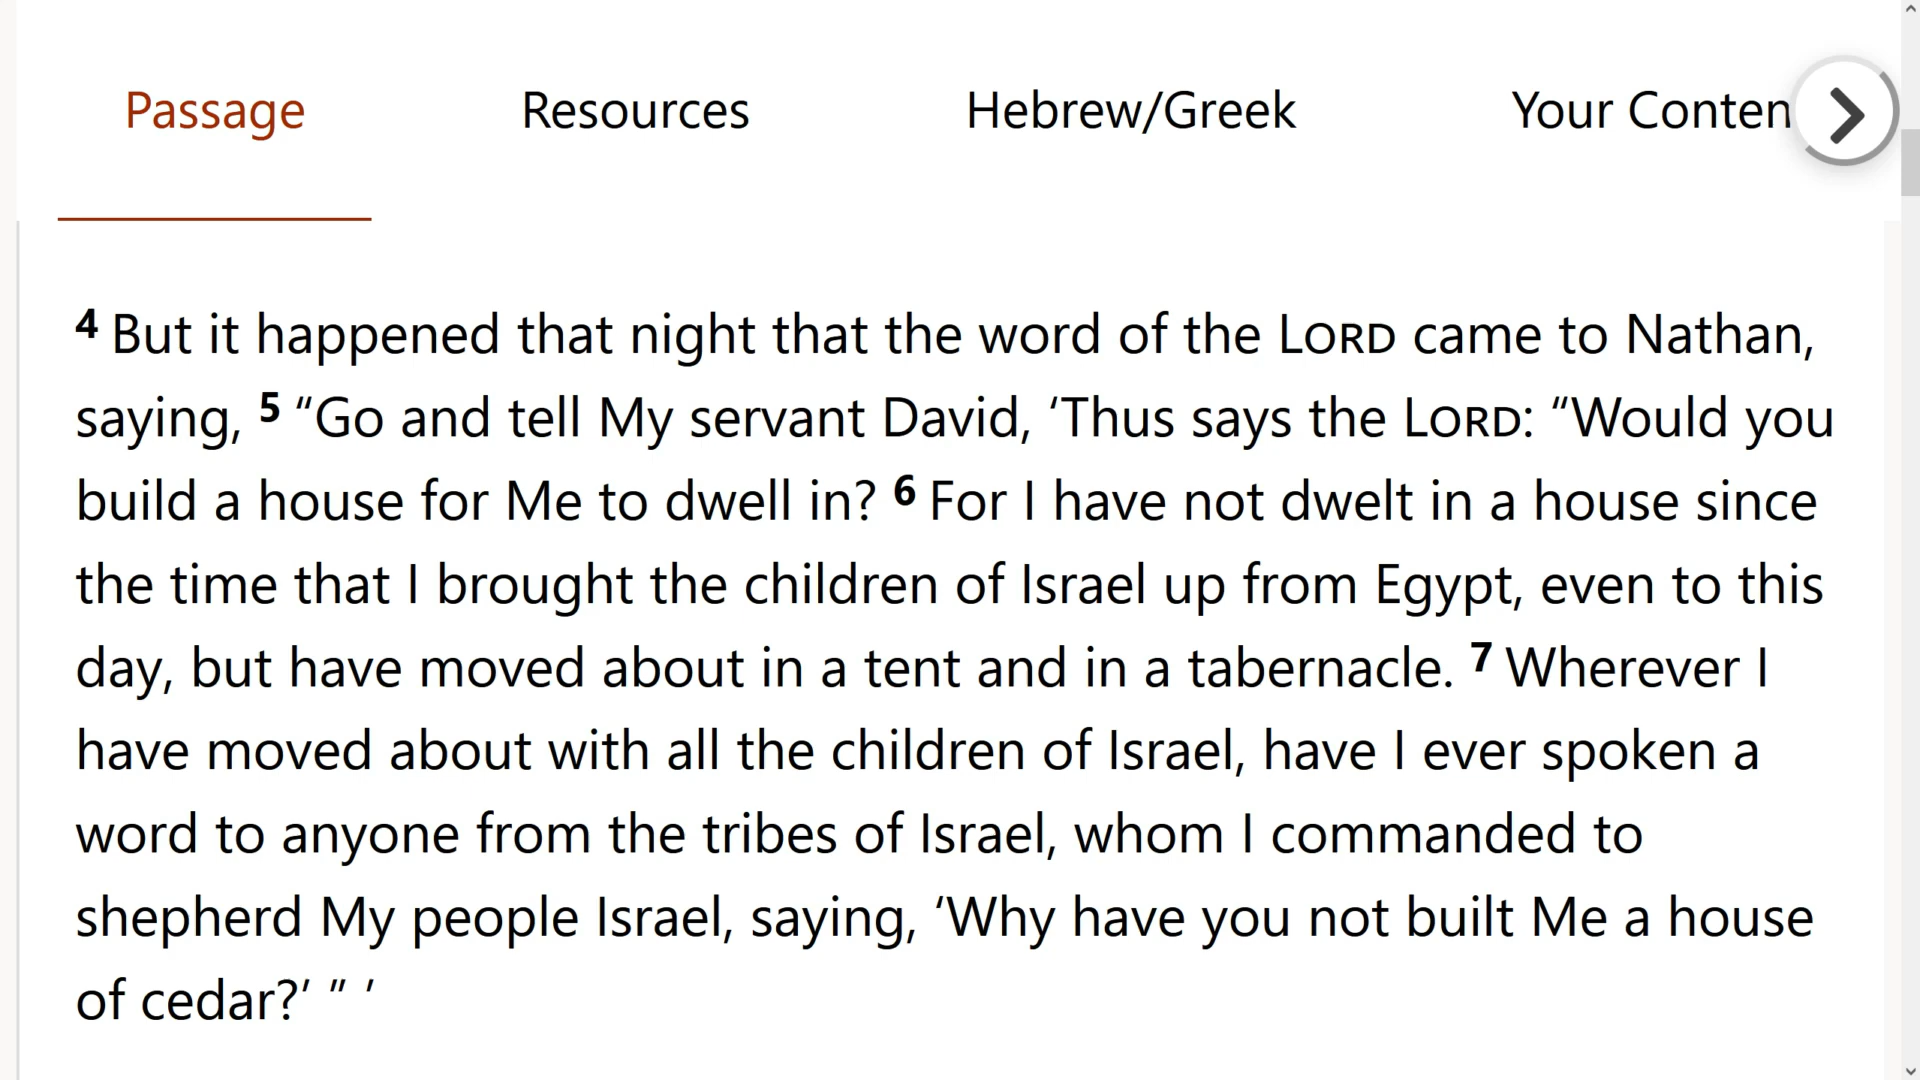 Passage Resources Hebrew/Greek Your Conten
4 But it happened that night that the word of the LORD came to Nathan,
saying, 5 “Go and tell My servant David, ‘Thus says the LORD: “Would you
build a house for Me to dwell in? 6 For I have not dwelt in a house since
the time that I brought the children of Israel up from Egypt, even to this
day, but have moved about in a tent and in a tabernacle. 7 Wherever I
have moved about with all the children of Israel, have I ever spoken a
word to anyone from the tribes of Israel, whom I commanded to
shepherd My people Israel, saying, ‘Why have you not built Me a house
of cedar?’ ” ’